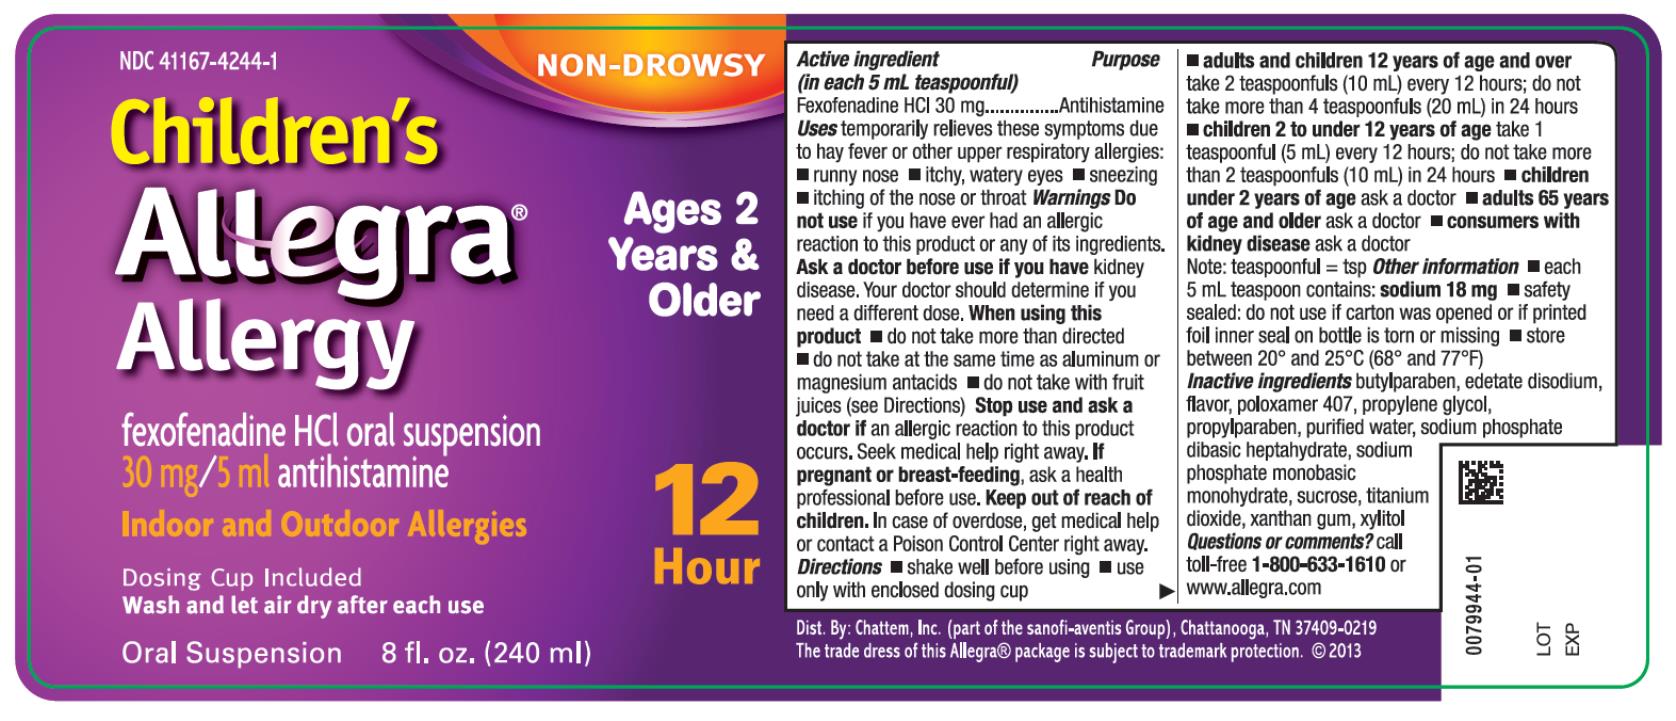 NDC 41167-4244-1
NON-DROWSY
Children's
Allegra®
Allergy
Ages 2
Years &
Older
fexofenadine HCl oral suspension
30 mg/5 ml antihistamine
Indoor and Outdoor Allergies
12
Hour
Dosing Cup Included
Wash and let air dry after each use
Oral Suspension 8 fl. oz. (240 ml)
Active ingredient Purpose
(in each 5 mL teaspoonful)
Fexofenadine HCl 30 mg...............Antihistamine
Uses temporarily relieves these symptoms due
to hay fever or other upper respiratory allergies:
■ runny nose ■ itchy, watery eyes ■ sneezing
■ itching of the nose or throat Warnings Do
not use if you have ever had an allergic
reaction to this product or any of its ingredients.
Ask a doctor before use if you have kidney
disease. Your doctor should determine if you
need a different dose. When using this
product ■ do not take more than directed
■ do not take at the same time as aluminum or
magnesium antacids ■ do not take with fruit
juices (see Directions) Stop use and ask a
doctor if an allergic reaction to this product
occurs. Seek medical help right away. If
pregnant or breast-feeding, ask a health
professional before use. Keep out of reach of
children. In case of overdose, get medical help
or contact a Poison Control Center right away.
Directions ■ shake well before using ■ use
only with enclosed dosing cup ▶
■ adults and children 12 years of age and over
take 2 teaspoonfuls (10 mL) every 12 hours; do not
take more than 4 teaspoonfuls (20 mL) in 24 hours
■ children 2 to under 12 years of age take 1
teaspoonful (5 mL) every 12 hours; do not take more
than 2 teaspoonfuls (10 mL) in 24 hours ■ children
under 2 years of age ask a doctor ■ adults 65 years
of age and older ask a doctor ■ consumers with
kidney disease ask a doctor
Note: teaspoonful = tsp Other information ■ each
5 mL teaspoon contains: sodium 18 mg ■ safety
sealed: do not use if carton was opened or if printed
foil inner seal on bottle is torn or missing ■ store
between 20° and 25°C (68° and 77°F)
Inactive ingredients butylparaben, edetate disodium,
flavor, poloxamer 407, propylene glycol,
propylparaben, purified water, sodium phosphate
dibasic heptahydrate, sodium
phosphate monobasic
monohydrate, sucrose, titanium
dioxide, xanthan gum, xylitol
Questions or comments? call
toll-free 1-800-633-1610 or
www.allegra.com
Dist. By: Chattem, Inc. (part of the sanofi-aventis Group), Chattanooga, TN 37409-0219
The trade dress of this Allegra® package is subject to trademark protection. © 2013
0079944-01
LOT
EXP